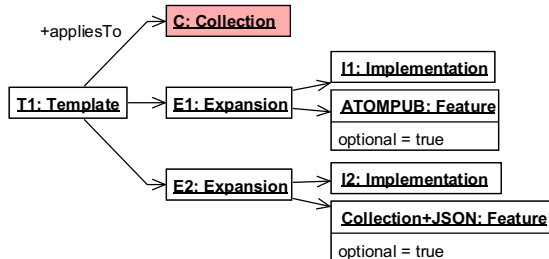 C: Collection
+appliesTo
I1: Implementation
T1: Template
E1: Expansion
ATOMPUB: Feature
optional = true
E2: Expansion
I2: Implementation
Collection+JSON: Feature
optional = true